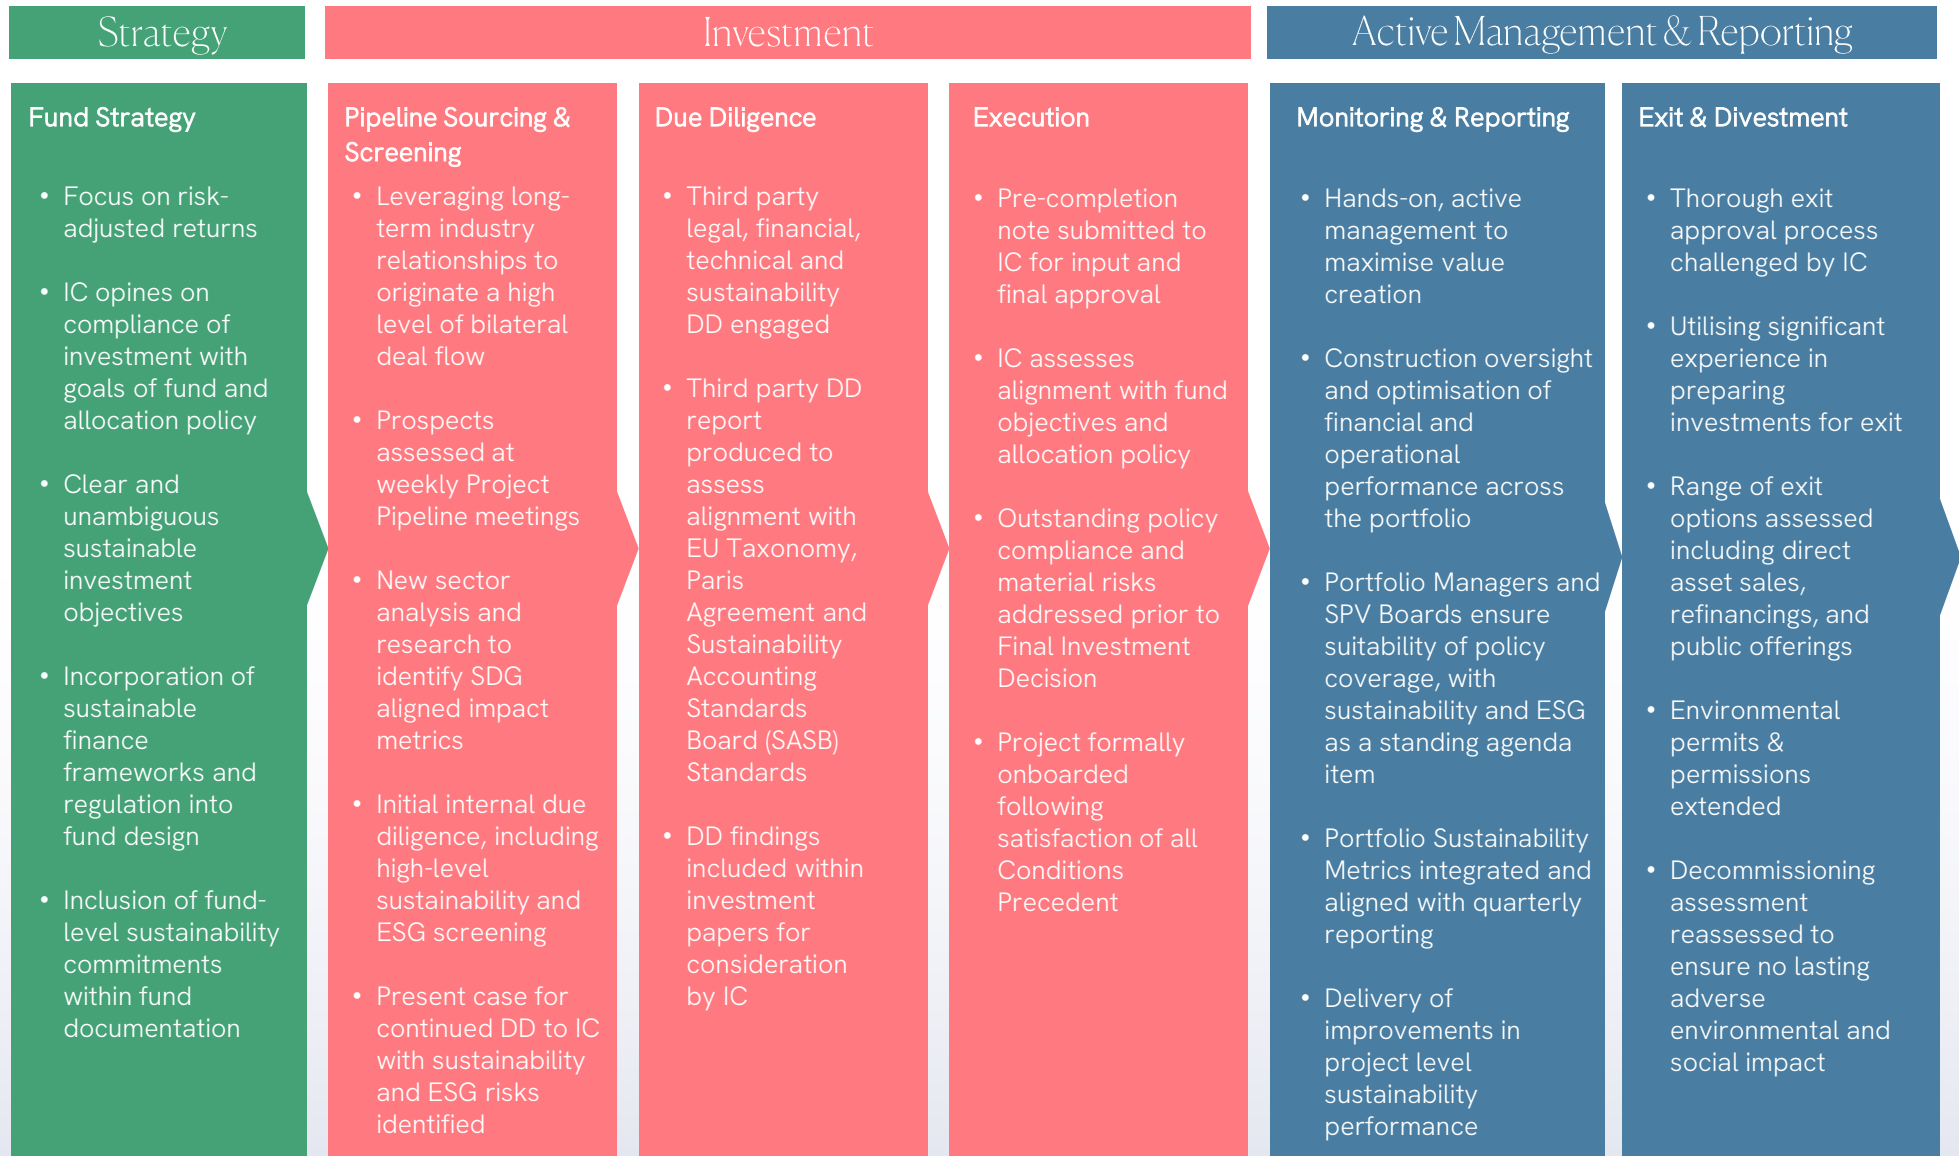 Strategy
Investment
Active Management & Reporting
Fund Strategy
• Focus on risk-
adjusted returns
• IC opines on
compliance of
investment with
goals of fund and
allocation policy
• Clear and
unambiguous
sustainable
investment
objectives
• Incorporation of
sustainable
finance
frameworks and
regulation into
fund design
• Inclusion of fund-
level sustainability
commitments
within fund
documentation
Pipeline Sourcing &
Screening
• Leveraging long-
term industry
relationships to
originate a high
level of bilateral
deal flow
• Prospects
assessed at
weekly Project
Pipeline meetings
• New sector
analysis and
research to
identify SDG
aligned impact
metrics
• Initial internal due
diligence, including
high-level
sustainability and
ESG screening
• Present case for
continued DD to IC
with sustainability
and ESG risks
identified
Due Diligence
• Third party
legal, financial,
technical and
sustainability
DD engaged
• Third party DD
report
produced to
assess
alignment with
EU Taxonomy,
Paris
Agreement and
Sustainability
Accounting
Standards
Board (SASB)
Standards
• DD findings
included within
investment
papers for
consideration
by IC
Execution
• Pre-completion
note submitted to
IC for input and
final approval
• IC assesses
alignment with fund
objectives and
allocation policy
• Outstanding policy
compliance and
material risks
addressed prior to
Final Investment
Decision
• Project formally
onboarded
following
satisfaction of all
Conditions
Precedent
Monitoring & Reporting
• Hands-on, active
management to
maximise value
creation
• Construction oversight
and optimisation of
financial and
operational
performance across
the portfolio
• Portfolio Managers and
SPV Boards ensure
suitability of policy
coverage, with
sustainability and ESG
as a standing agenda
item
• Portfolio Sustainability
Metrics integrated and
aligned with quarterly
reporting
• Delivery of
improvements in
project level
sustainability
performance
Exit & Divestment
• Thorough exit
approval process
challenged by IC
• Utilising significant
experience in
preparing
investments for exit
• Range of exit
options assessed
including direct
asset sales,
refinancings, and
public offerings
• Environmental
permits &
permissions
extended
• Decommissioning
assessment
reassessed to
ensure no lasting
adverse
environmental and
social impact